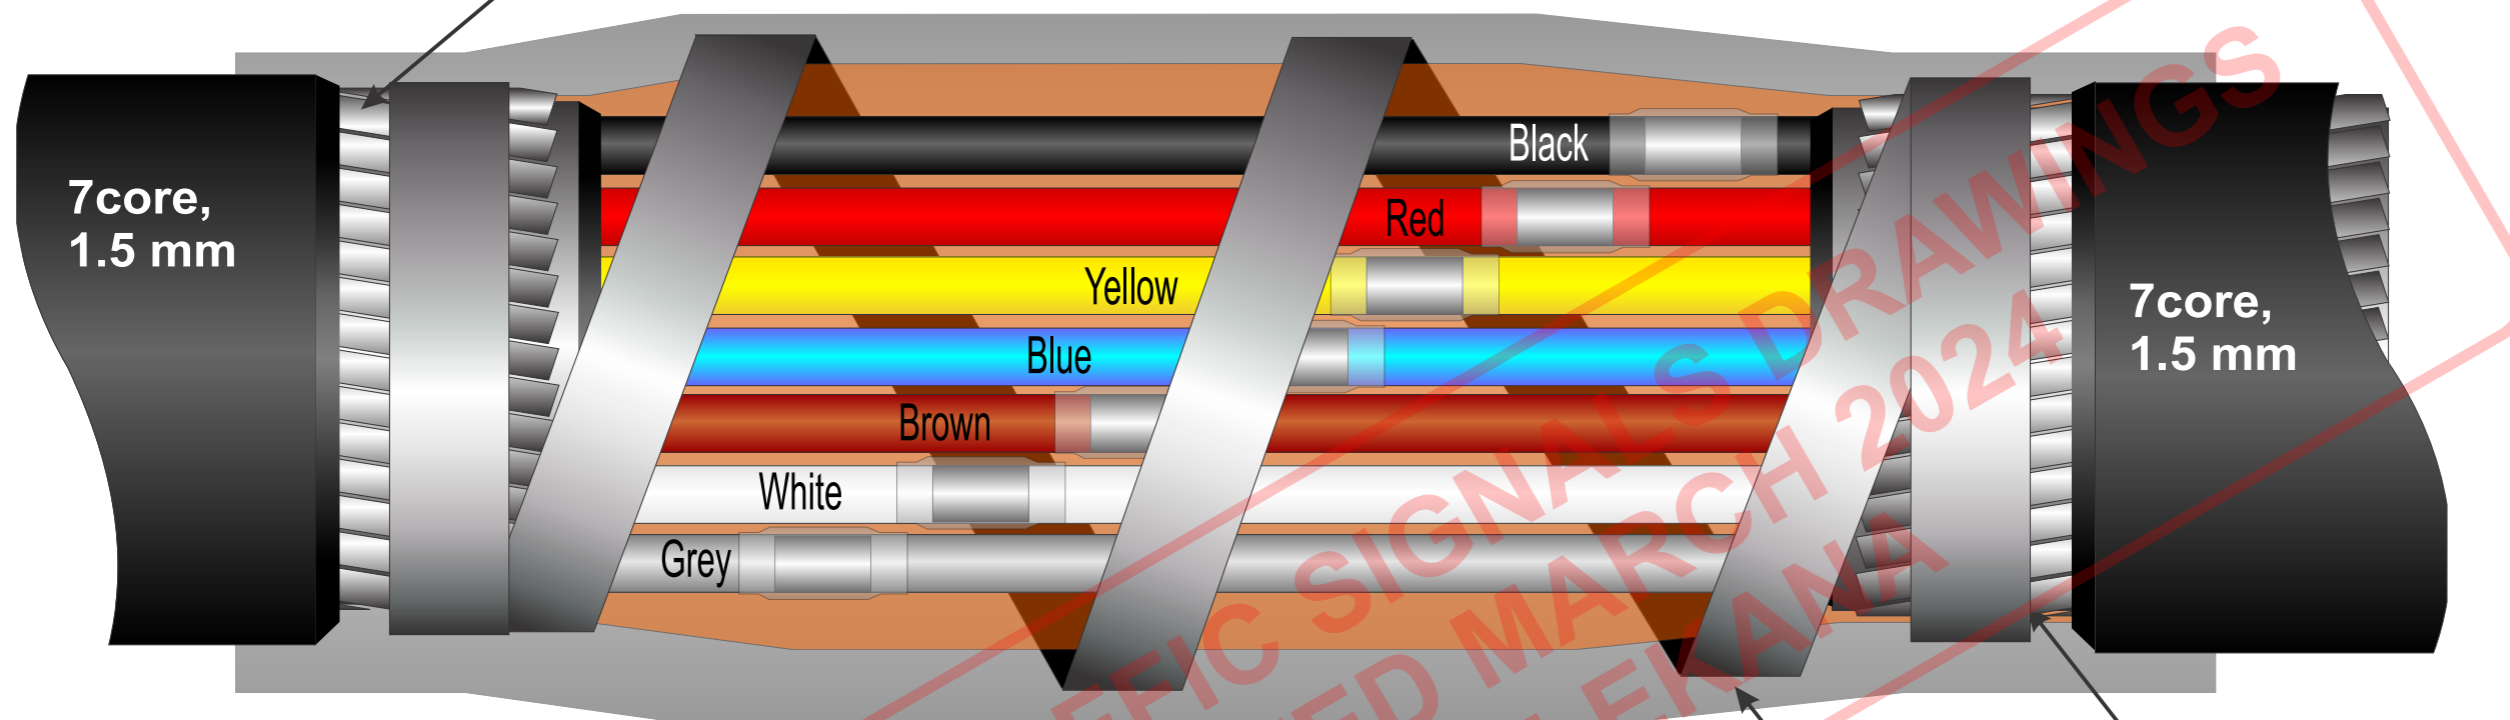 7core,
1.5 mm
Black
Red
Yellow
Blue
Brown
White
Grey
7core,
1.5 mm
SIGNALS DRAWINGS
MARCH 2024